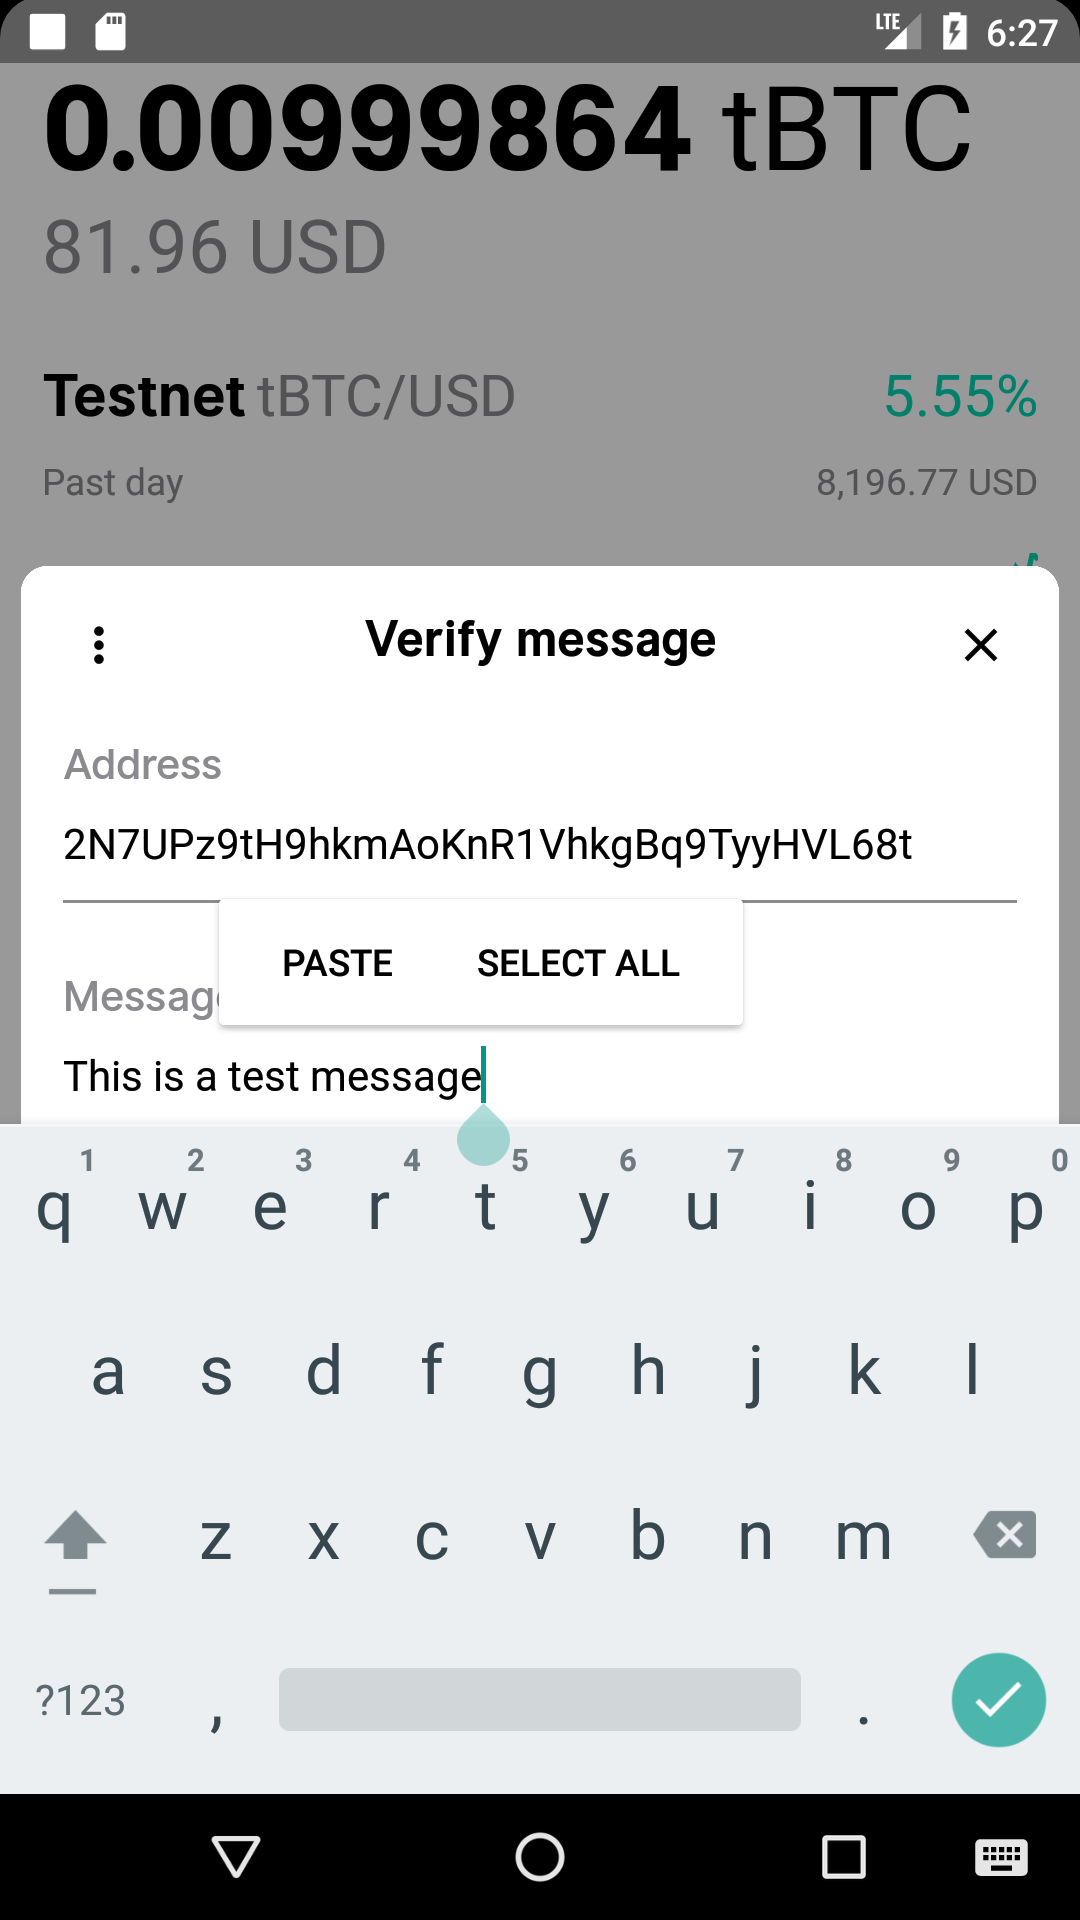 LTE 6:27
0.00999864 tBTC
81.96 USD
Testnet tBTC/USD 5.55%
Past day 8,196.77 USD
Verify message
Address
2N7UPz9tH9hkmAoKnR1VhkgBq9TyyHVL68t
PASTE SELECT ALL
Messag
This is a test message
1 2 3 4 5 6 7 8 9 0
q w e r t y u i o p
a s d f g h j k l
z x c v b n m
?123 , .